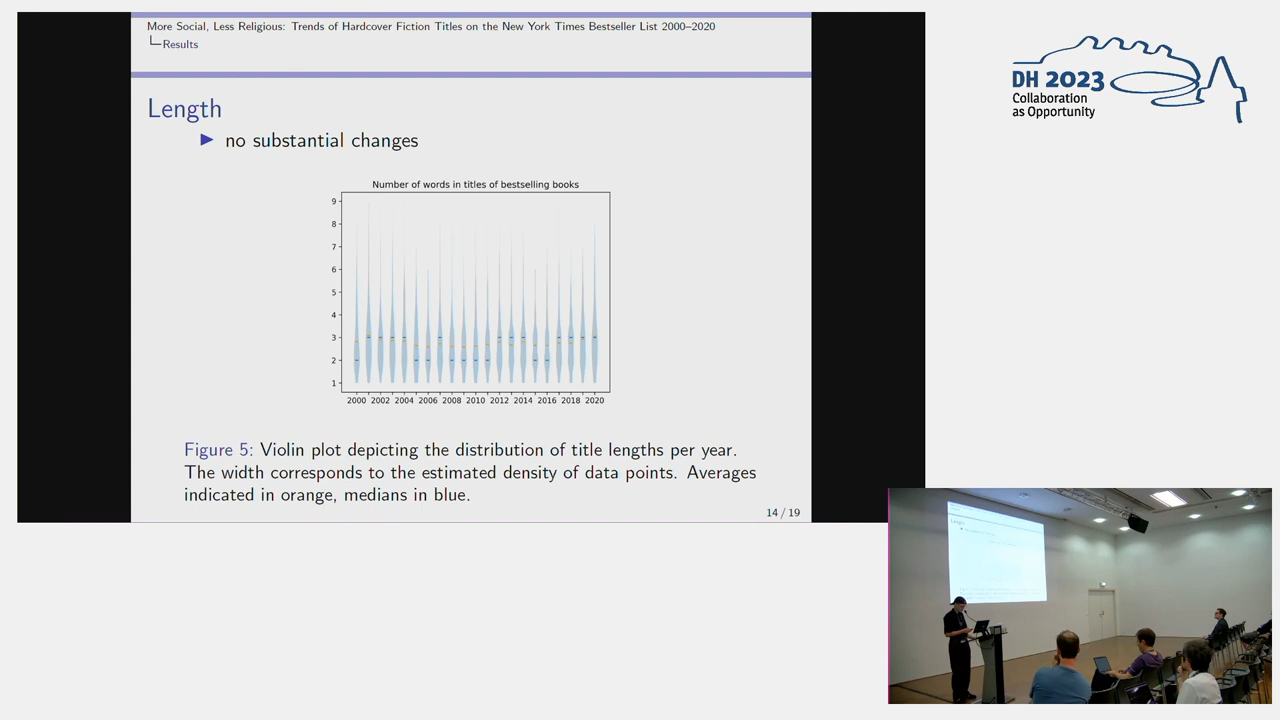 More Social, Less Religious: Trends of Hardcover Fiction Titles on the New York Times Bestseller List 2000–2020
Results
Length
▶ no substantial changes
Number of words in titles of bestselling books
9
8
7
6
5
4
3
2
1
2000 2002 2004 2006 2008 2010 2012 2014 2016 2018 2020
Figure 5: Violin plot depicting the distribution of title lengths per year.
The width corresponds to the estimated density of data points. Averages
indicated in orange, medians in blue.
14 / 19
DH 2023
Collaboration
as Opportunity
Length